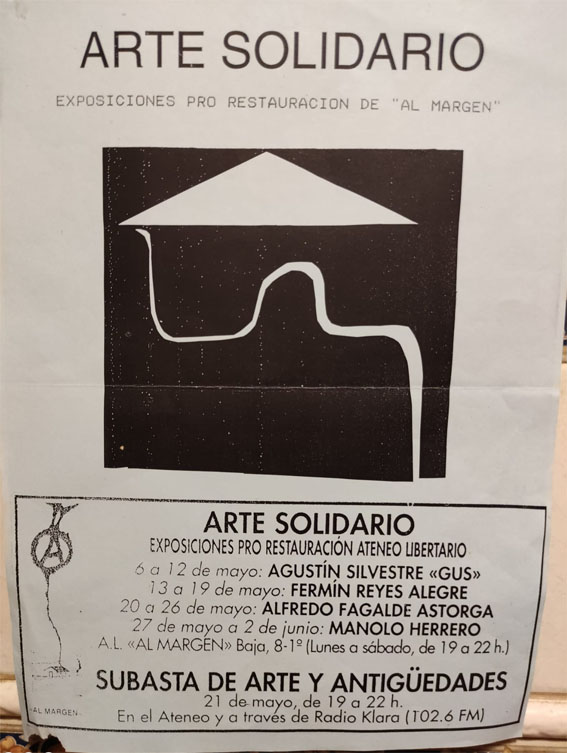 ARTE SOLIDARIO
EXPOSICIONES PRO RESTAURACION DE "AL MARGEN"
ARTE SOLIDARIO
EXPOSICIONES PRO RESTAURACIÓN ATENEO LIBERTARIO
6 a 12 de mayo: AGUSTÍN SILVESTRE «GUS»
13 a 19 de mayo: FERMÍN REYES ALEGRE
20 a 26 de mayo: ALFREDO FAGALDE ASTORGA
27 de mayo a 2 de junio: MANOLO HERRERO
A.L. «AL MARGEN» Baja, 8-1º (Lunes a sábado, de 19 a 22 h.)
SUBASTA DE ARTE Y ANTIGÜEDADES
21 de mayo, de 19 a 22 h.
En el Ateneo y a través de Radio Klara (102.6 FM)
-AL MARGEN-